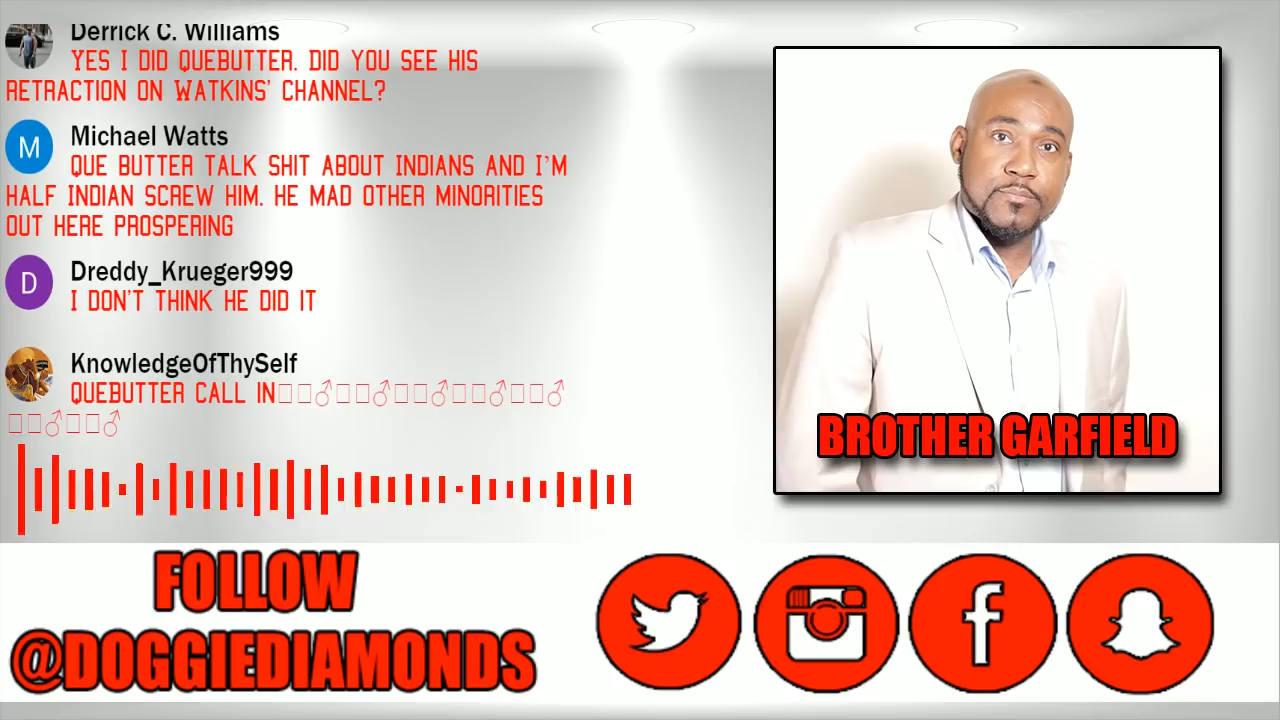 Derrick C. Williams
YES I DID QUEBUTTER. DID YOU SEE HIS
RETRACTION ON WATKINS' CHANNEL?
M
Michael Watts
QUE BUTTER TALK SHIT ABOUT INDIANS AND I'M
HALF INDIAN SCREW HIM. HE MAD OTHER MINORITIES
OUT HERE PROSPERING
D
Dreddy_Krueger999
I DON'T THINK HE DID IT
KnowledgeOfThySelf
QUEBUTTER CALL IN□□♂□□♂□□♂□□♂□□♂
□□♂□□♂
BROTHER GARFIELD
FOLLOW
@DOGGIEDIAMONDS